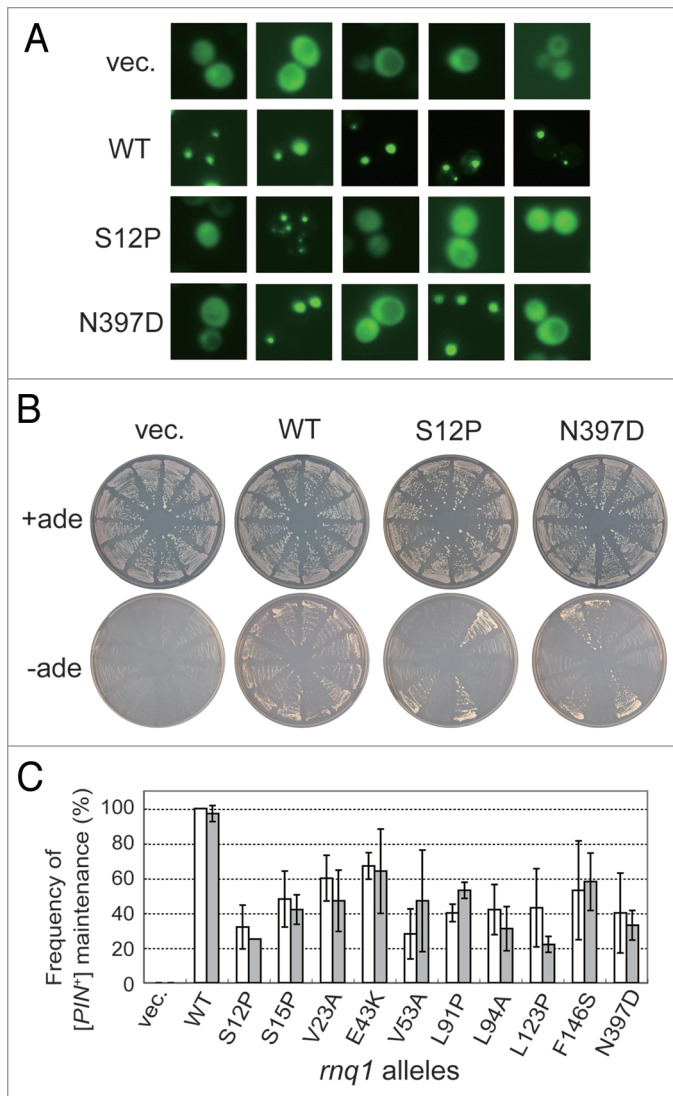 A
vec.
WT
S12P
N397D
B
vec. WT S12P N397D
+ade
-ade
C
Frequency of
[PIN+] maintenance (%)
100
80
60
40
20
0
vec. WT S12P S15P V23A E43K V53A L91P L94A L123P F146S N397D
rnq1 alleles